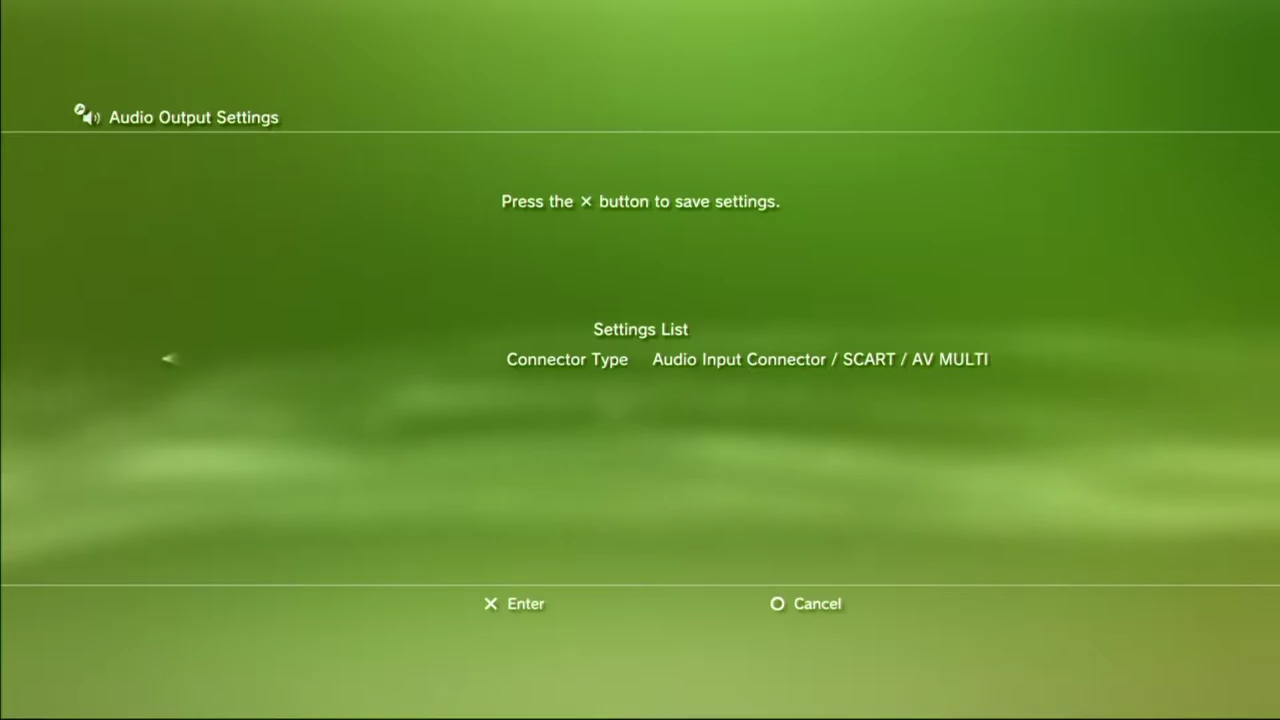 Audio Output Settings
Press the ✕ button to save settings.
Settings List
Connector Type Audio Input Connector / SCART / AV MULTI
✕ Enter
○ Cancel